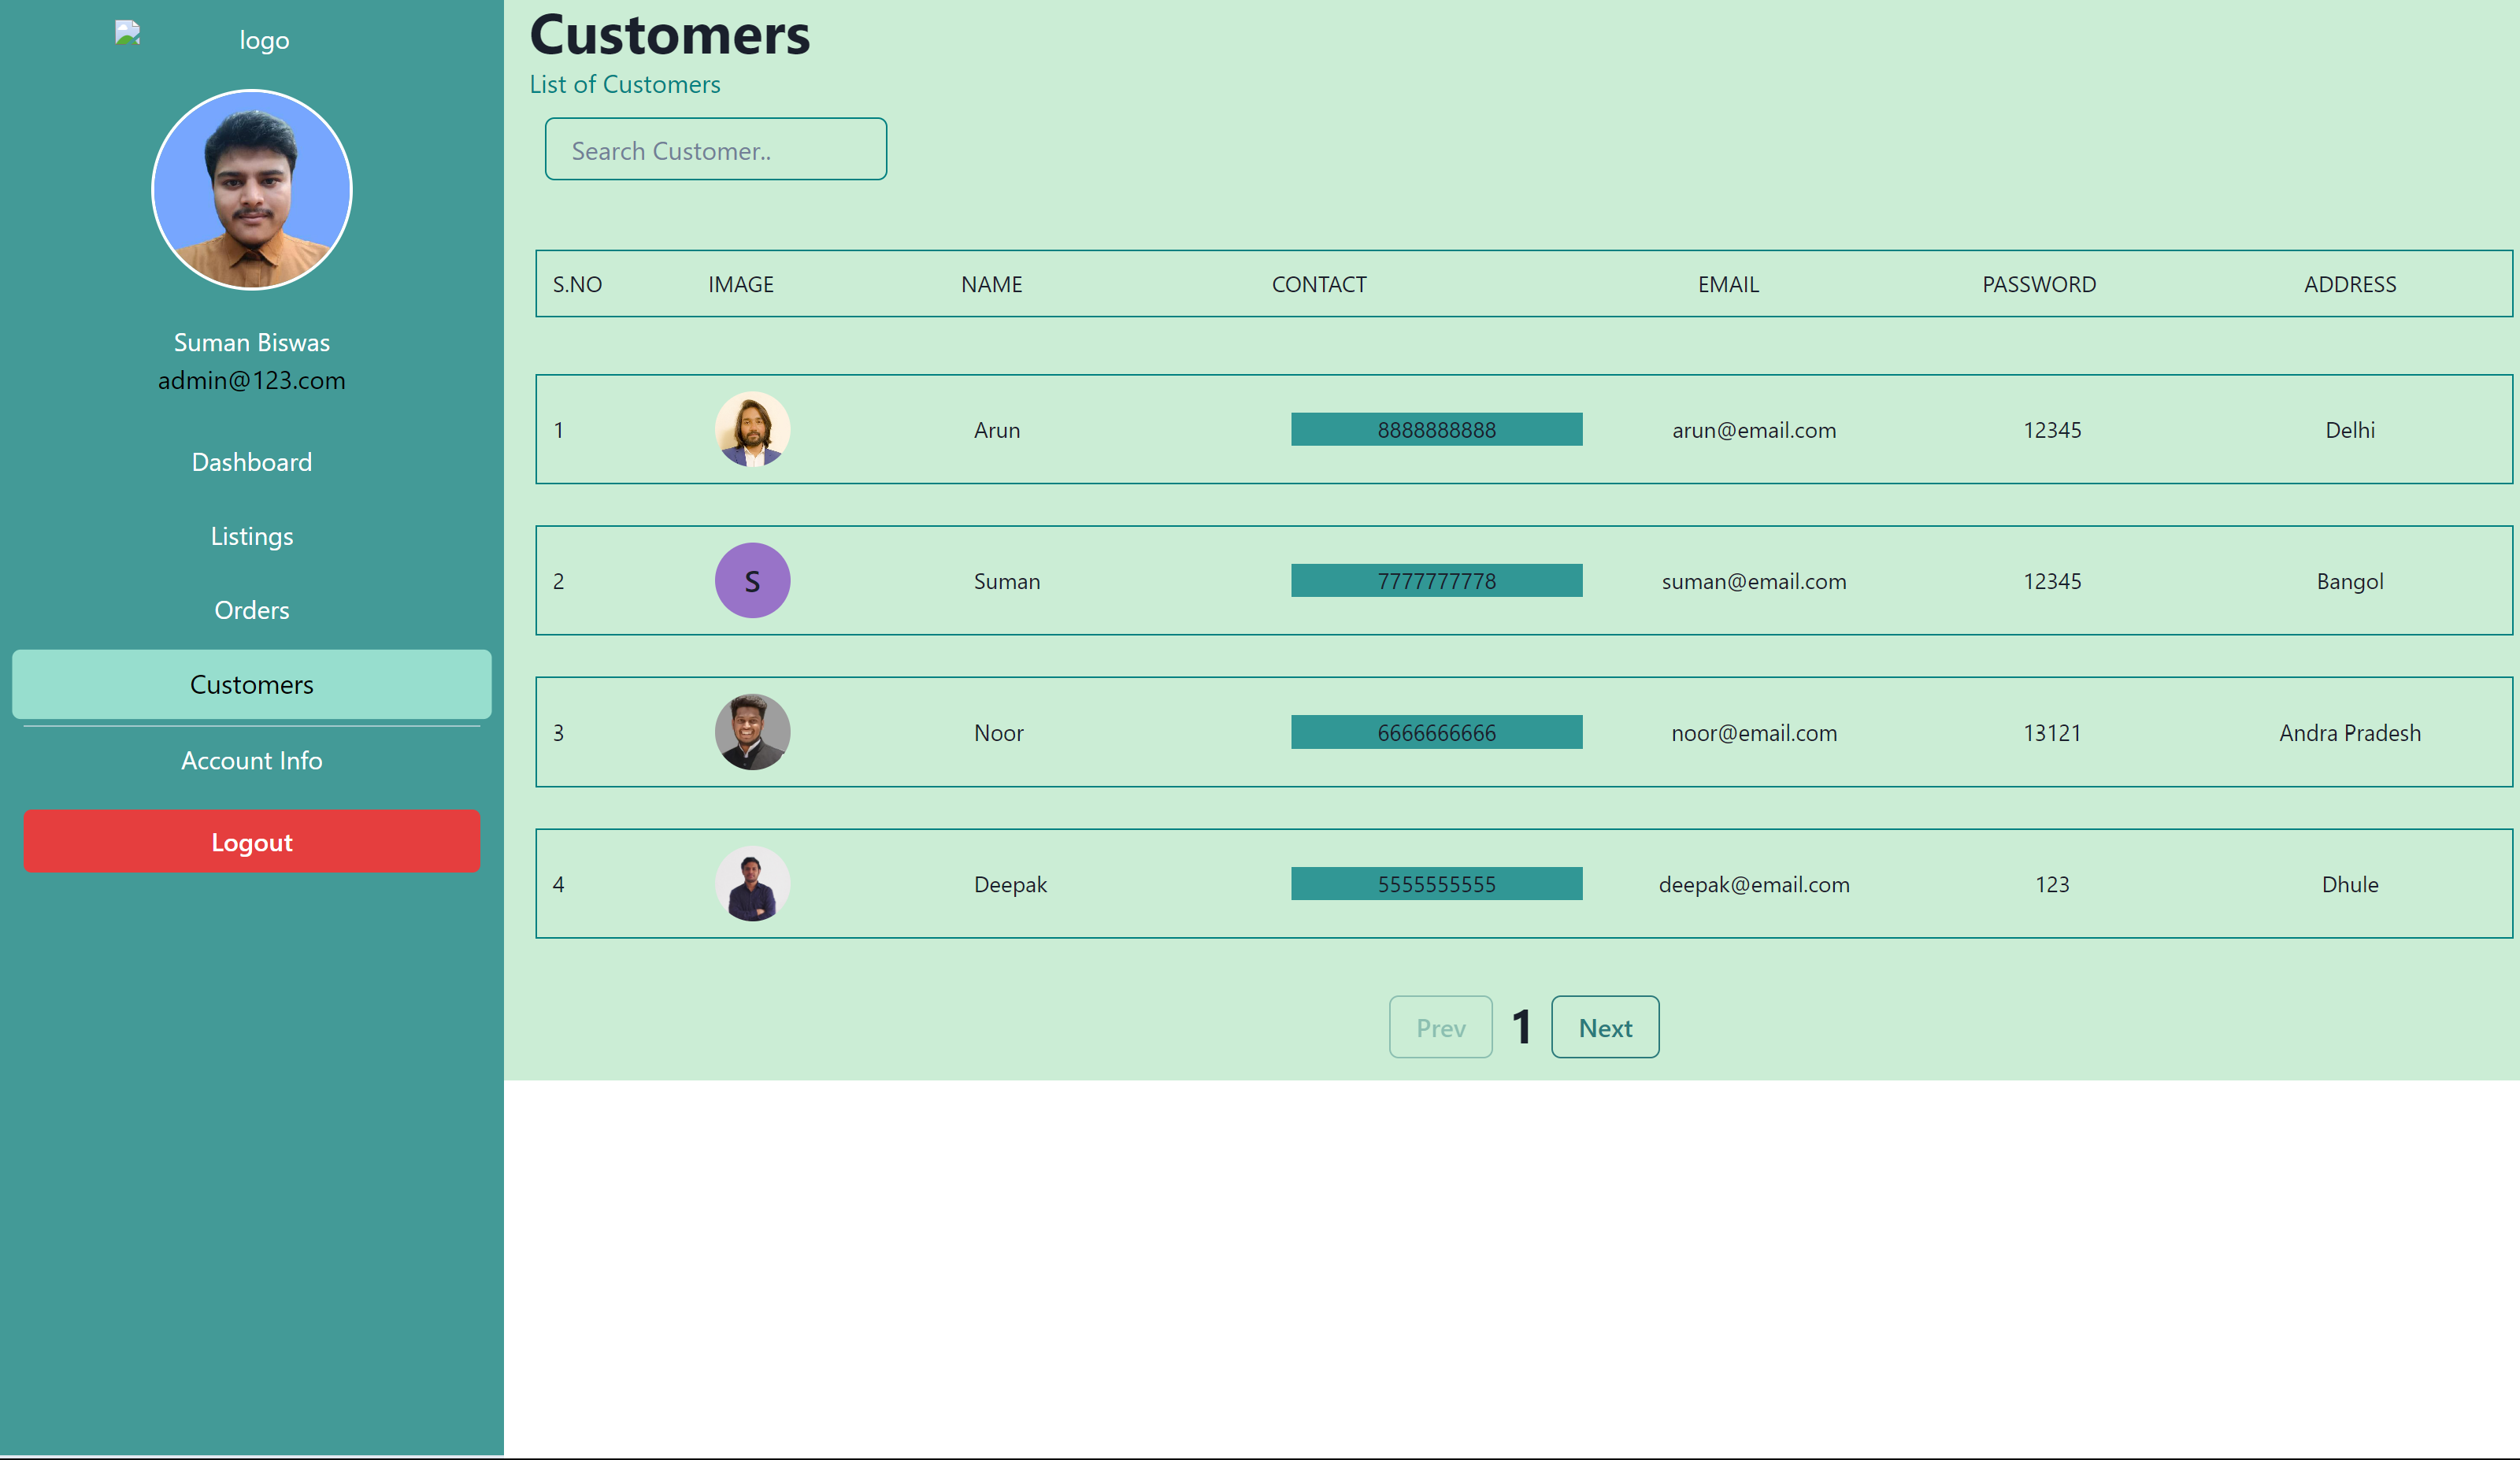 logo
Suman Biswas
admin@123.com
Dashboard
Listings
Orders
Customers
Account Info
Logout
Customers
List of Customers
Search Customer..
S.NO IMAGE NAME CONTACT EMAIL PASSWORD ADDRESS
1 Arun 8888888888 arun@email.com 12345 Delhi
2 S Suman 7777777778 suman@email.com 12345 Bangol
3 Noor 6666666666 noor@email.com 13121 Andra Pradesh
4 Deepak 5555555555 deepak@email.com 123 Dhule
Prev 1 Next